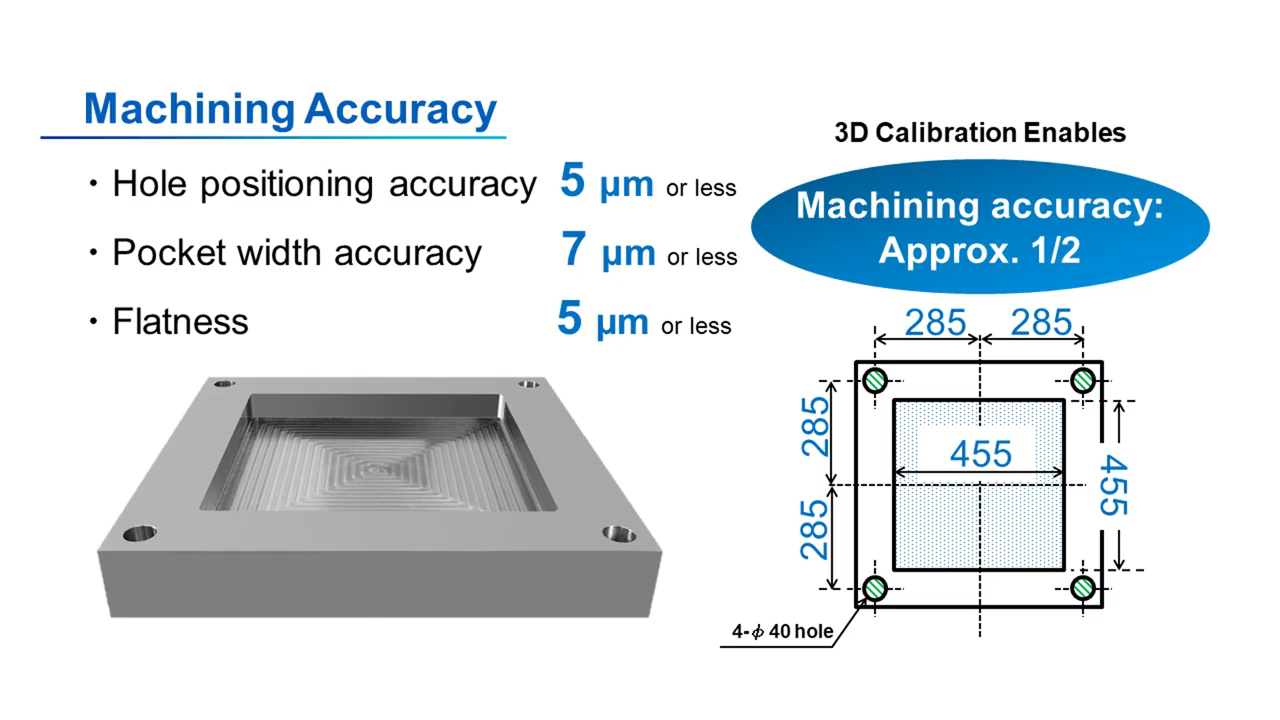 Machining Accuracy
・Hole positioning accuracy 5 µm or less
・Pocket width accuracy 7 µm or less
・Flatness 5 µm or less
3D Calibration Enables
Machining accuracy:
Approx. 1/2
285 285
285
455
455
285
4-ϕ 40 hole